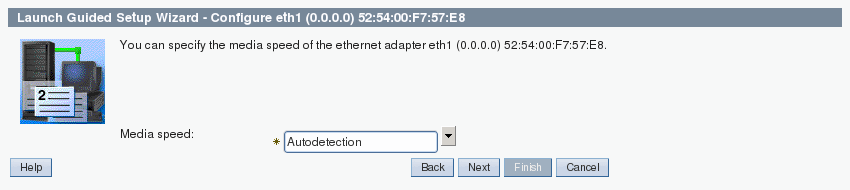 Launch Guided Setup Wizard - Configure eth1 (0.0.0.0) 52:54:00:F7:57:E8
You can specify the media speed of the ethernet adapter eth1 (0.0.0.0) 52:54:00:F7:57:E8.
2
Media speed:
* Autodetection
Help Back Next Finish Cancel